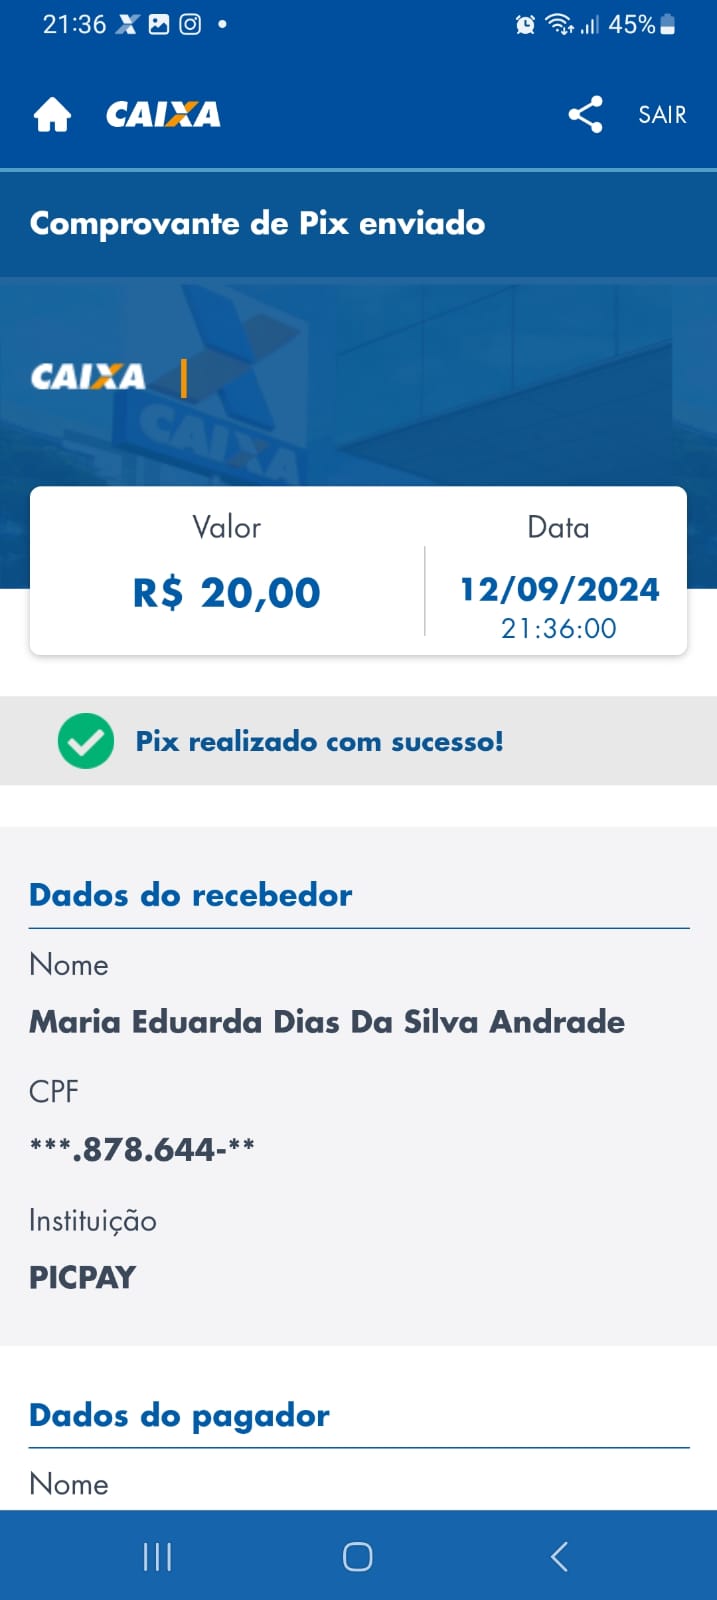 21:36
45%
CAIXA
SAIR
Comprovante de Pix enviado
CAIXA
CAIXA
Valor
Data
R$ 20,00
12/09/2024
21:36:00
Pix realizado com sucesso!
Dados do recebedor
Nome
Maria Eduarda Dias Da Silva Andrade
CPF
***.878.644-**
Instituição
PICPAY
Dados do pagador
Nome